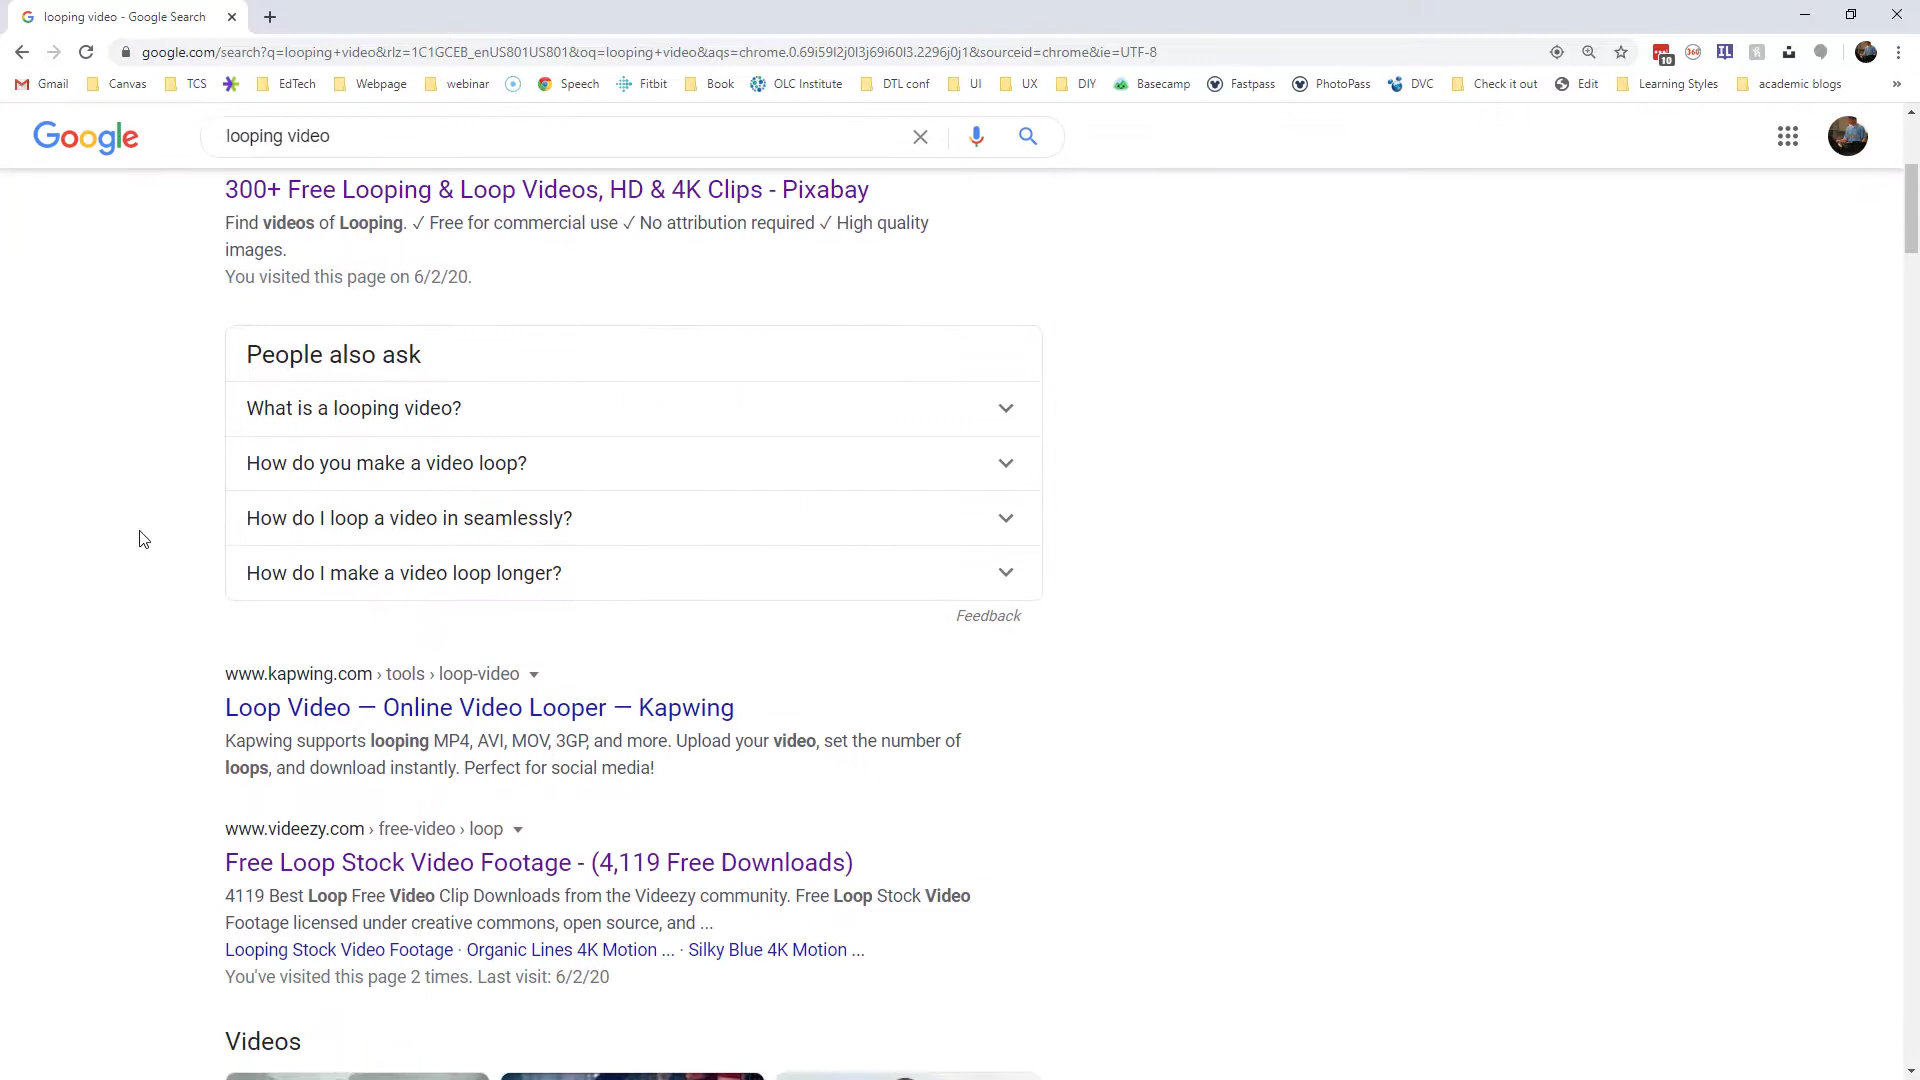 looping video - Google Search
google.com/search?q=looping+video&rlz=1C1GCEB_enUS801US801&oq=looping+video&aqs=chrome.0.69i59l2j0l3j69i60l3.2296j0j1&sourceid=chrome&ie=UTF-8
10
360
Gmail Canvas TCS EdTech Webpage webinar Speech Fitbit Book OLC Institute DTL conf UI UX DIY Basecamp Fastpass PhotoPass DVC Check it out Edit Learning Styles academic blogs »
Google looping video
300+ Free Looping & Loop Videos, HD & 4K Clips - Pixabay
Find videos of Looping. ✓ Free for commercial use ✓ No attribution required ✓ High quality
images.
You visited this page on 6/2/20.
People also ask
What is a looping video?
How do you make a video loop?
How do I loop a video in seamlessly?
How do I make a video loop longer?
Feedback
www.kapwing.com › tools › loop-video
Loop Video — Online Video Looper — Kapwing
Kapwing supports looping MP4, AVI, MOV, 3GP, and more. Upload your video, set the number of
loops, and download instantly. Perfect for social media!
www.videezy.com › free-video › loop
Free Loop Stock Video Footage - (4,119 Free Downloads)
4119 Best Loop Free Video Clip Downloads from the Videezy community. Free Loop Stock Video
Footage licensed under creative commons, open source, and ...
Looping Stock Video Footage · Organic Lines 4K Motion ... · Silky Blue 4K Motion ...
You've visited this page 2 times. Last visit: 6/2/20
Videos